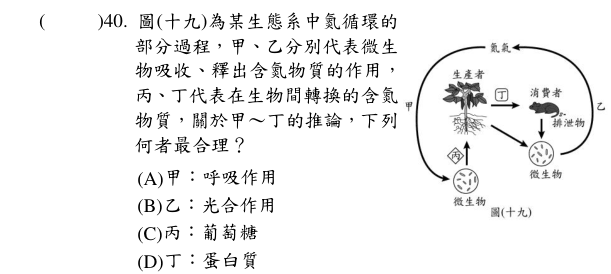 (　　)40. 圖(十九)為某生態系中氮循環的
部分過程，甲、乙分別代表微生
物吸收、釋出含氮物質的作用，
丙、丁代表在生物間轉換的含氮
物質，關於甲～丁的推論，下列
何者最合理？
(A)甲：呼吸作用
(B)乙：光合作用
(C)丙：葡萄糖
(D)丁：蛋白質
氮氣
生產者
丁
消費者
甲
乙
排泄物
丙
微生物
微生物
圖(十九)